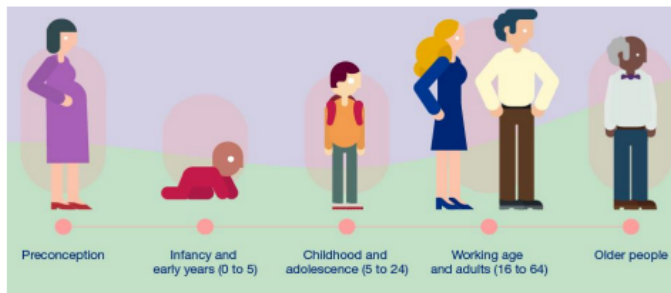 Preconception
Infancy and
early years (0 to 5)
Childhood and
adolescence (5 to 24)
Working age
and adults (16 to 64)
Older people